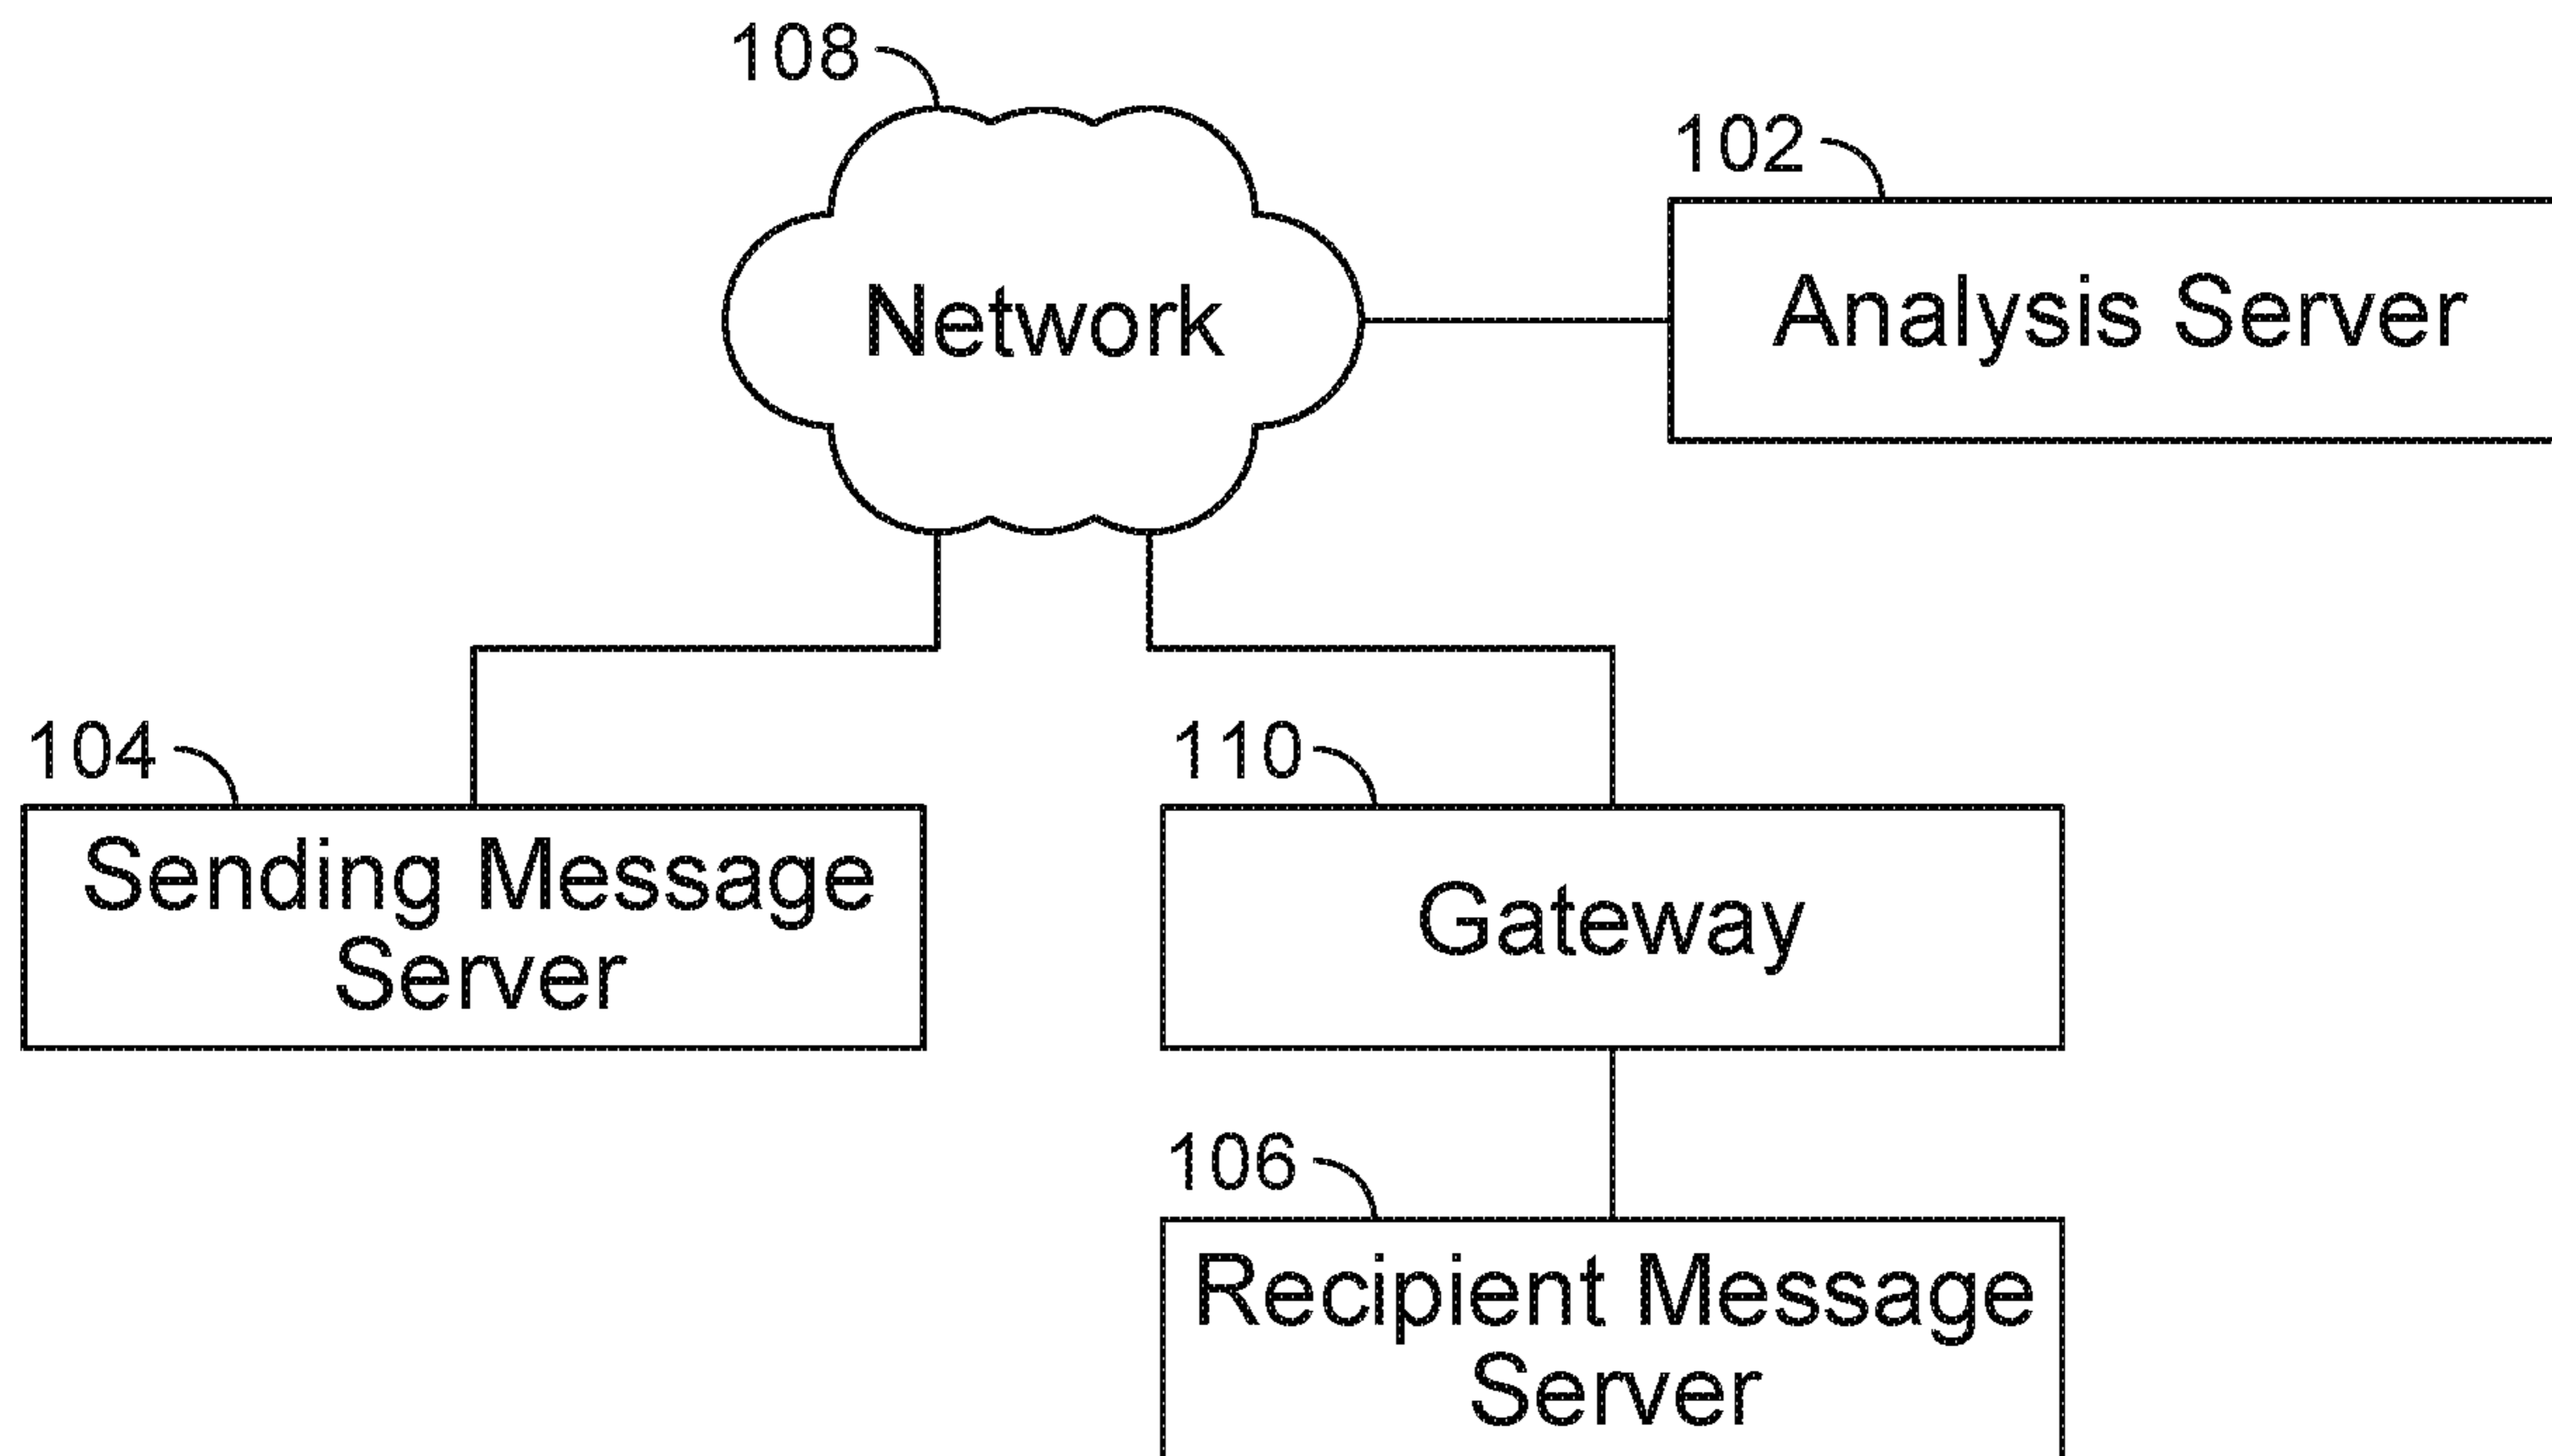 108
102
Network
Analysis Server
104
110
Sending Message
Server
Gateway
106
Recipient Message
Server